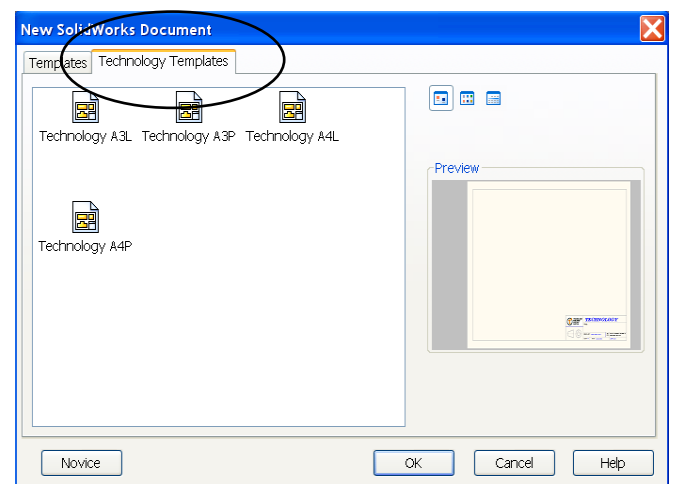 New SolidWorks Document
Templates Technology Templates
Technology A3L Technology A3P Technology A4L
Technology A4P
Preview
TECHNOLOGY
Novice OK Cancel Help